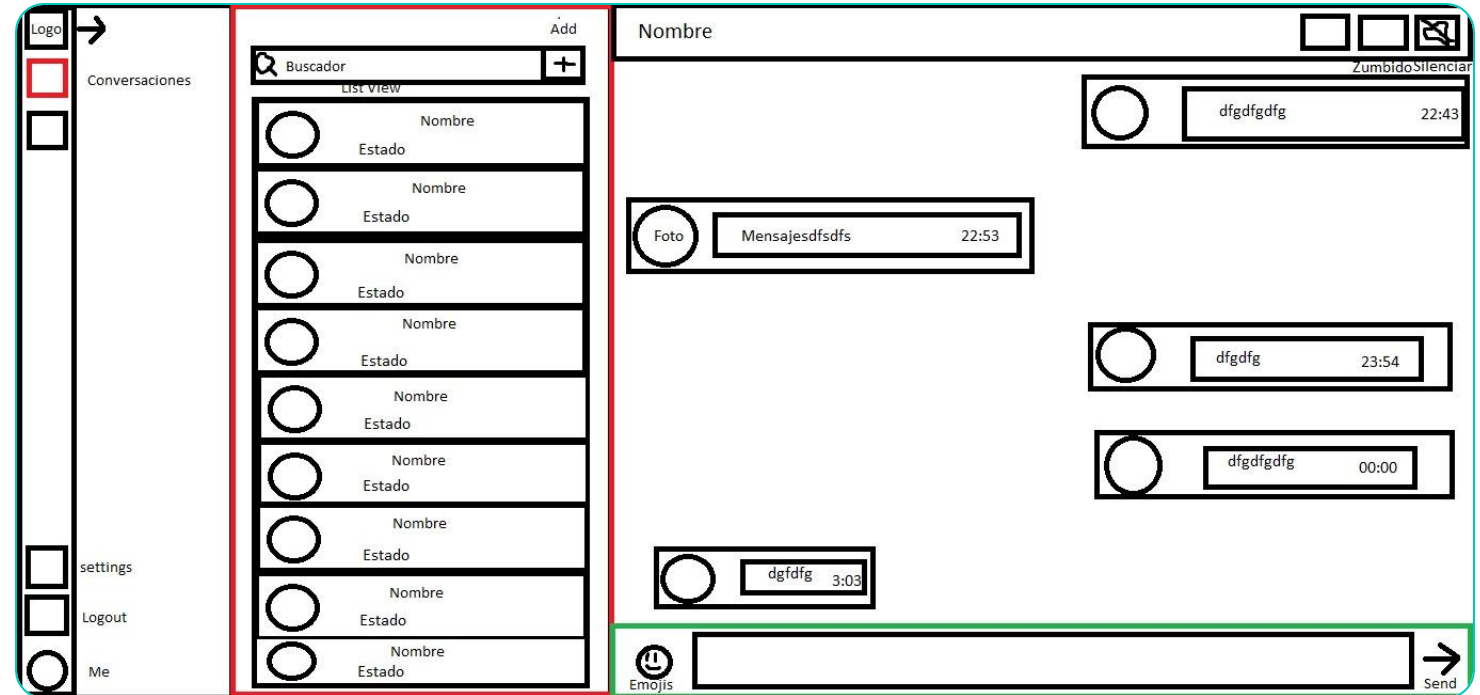 Logo
Conversaciones
settings
Logout
Me
Add
Buscador
List View
Nombre
Estado
Nombre
Estado
Nombre
Estado
Nombre
Estado
Nombre
Estado
Nombre
Estado
Nombre
Estado
Nombre
Estado
Nombre
Estado
Nombre
Zumbido Silenciar
dfgdfgdfg 22:43
Foto Mensajesdfsdfs 22:53
dfgdfg 23:54
dfgdfgdfg 00:00
dgfdfg 3:03
Emojis
Send